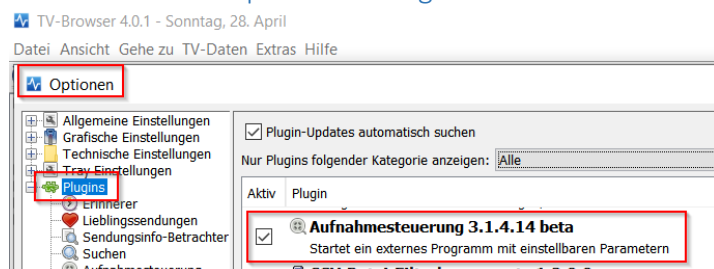 TV-Browser 4.0.1 - Sonntag, 28. April
Datei Ansicht Gehe zu TV-Daten Extras Hilfe
Optionen
Allgemeine Einstellungen
Grafische Einstellungen
Technische Einstellungen
Tray Einstellungen
Plugins
Erinnerer
Lieblingssendungen
Sendungsinfo-Betrachter
Suchen
Plugin-Updates automatisch suchen
Nur Plugins folgender Kategorie anzeigen: Alle
Aktiv Plugin
Aufnahmesteuerung 3.1.4.14 beta
Startet ein externes Programm mit einstellbaren Parametern